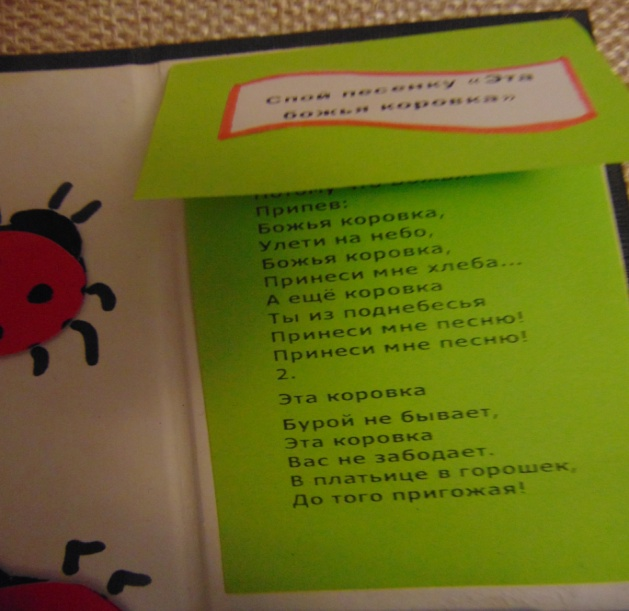 Спой песенку «Эта
божья коровка»
Припев:
Божья коровка,
Улети на небо,
Божья коровка,
Принеси мне хлеба...
А ещё коровка
Ты из поднебесья
Принеси мне песню!
Принеси мне песню!
2.
Эта коровка
Бурой не бывает,
Эта коровка
Вас не забодает.
В платьице в горошек,
До того пригожая!